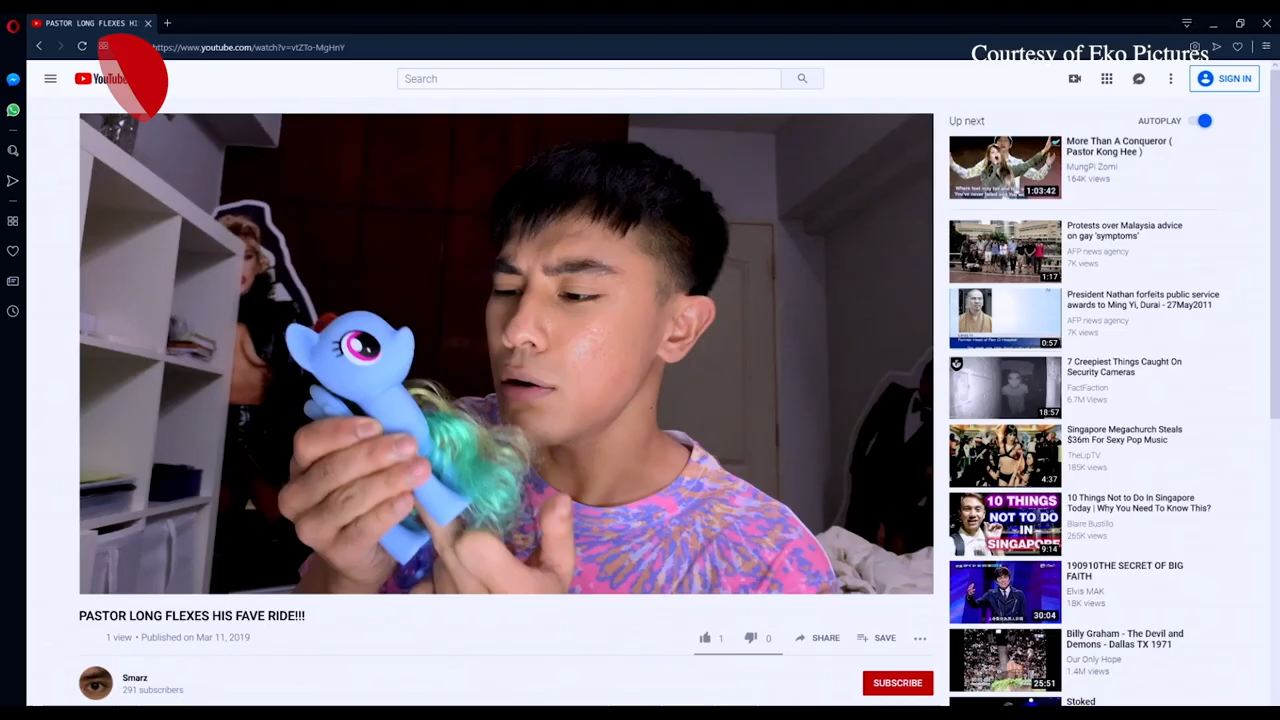 PASTOR LONG FLEXES HI
https://www.youtube.com/watch?v=vtZTo-MgHnY
Courtesy of Eko Pictures
YouTube
Search
SIGN IN
Up next
AUTOPLAY
More Than A Conqueror (
Pastor Kong Hee )
MungPi Zomi
164K views
1:03:42
Protests over Malaysia advice
on gay 'symptoms'
AFP news agency
7K views
1:17
President Nathan forfeits public service
awards to Ming Yi, Durai - 27May2011
AFP news agency
7K views
0:57
7 Creepiest Things Caught On
Security Cameras
FactFaction
6.7M Views
18:57
Singapore Megachurch Steals
$36m For Sexy Pop Music
TheLipTV
185K views
4:37
10 THINGS
NOT TO DO
IN
SINGAPORE
9:14
10 Things Not to Do In Singapore
Today | Why You Need To Know This?
Blaire Bustillo
265K views
190910THE SECRET OF BIG
FAITH
Elvis MAK
18K views
30:04
Billy Graham - The Devil and
Demons - Dallas TX 1971
Our Only Hope
1.4M views
25:51
Stoked
PASTOR LONG FLEXES HIS FAVE RIDE!!!
1 view • Published on Mar 11, 2019
1
0
SHARE
SAVE
Smarz
291 subscribers
SUBSCRIBE